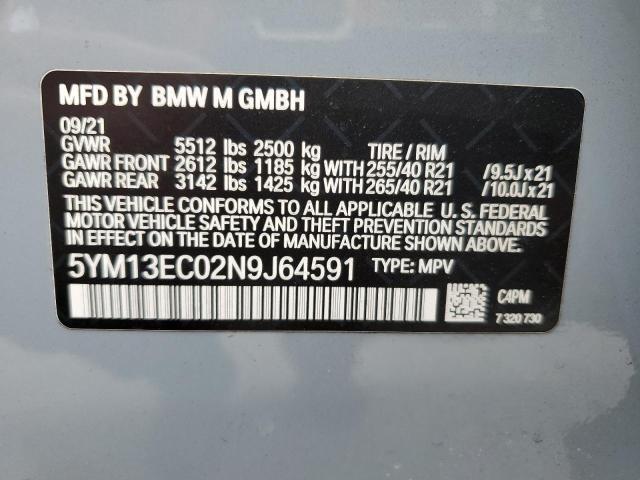 MFD BY BMW M GMBH
09/21
GVWR 5512 lbs 2500 kg TIRE / RIM
GAWR FRONT 2612 lbs 1185 kg WITH 255/40 R21 /9.5J x 21
GAWR REAR 3142 lbs 1425 kg WITH 265/40 R21 /10.0J x 21
THIS VEHICLE CONFORMS TO ALL APPLICABLE U. S. FEDERAL
MOTOR VEHICLE SAFETY AND THEFT PREVENTION STANDARDS
IN EFFECT ON THE DATE OF MANUFACTURE SHOWN ABOVE.
5YM13EC02N9J64591 TYPE: MPV
C4PM
7 320 730